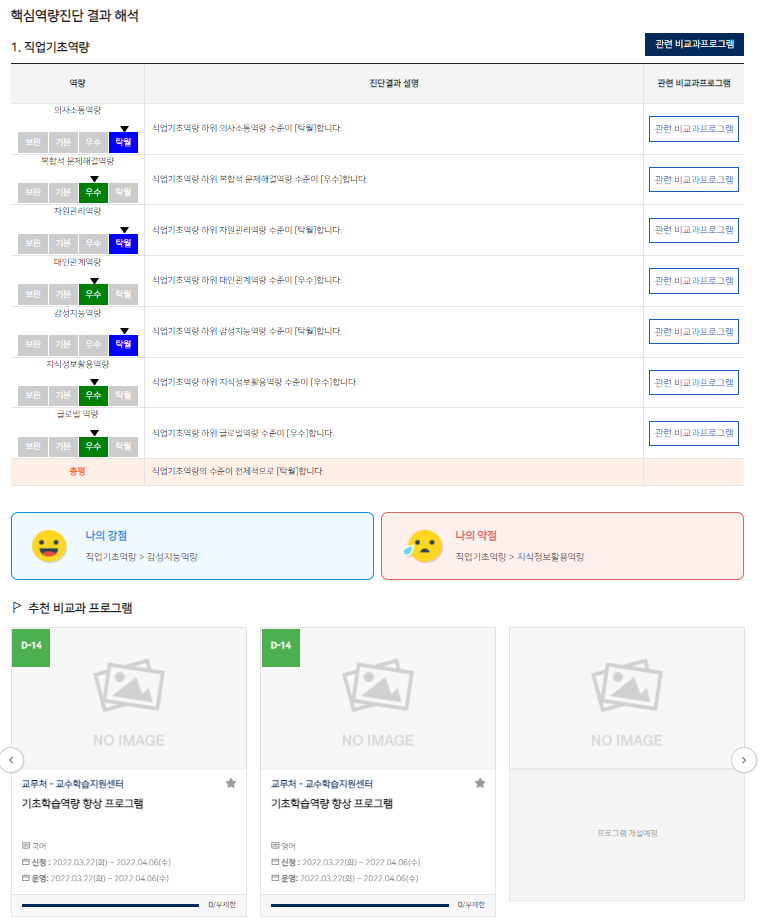 핵심역량진단 결과 해석
1. 직업기초역량
관련 비교과프로그램
역량 진단결과 설명 관련 비교과프로그램
의사소통역량
보완 기본 우수 탁월
직업기초역량 하위 의사소통역량 수준이 [탁월]합니다.
관련 비교과프로그램
복합적 문제해결역량
보완 기본 우수 탁월
직업기초역량 하위 복합적 문제해결역량 수준이 [우수]합니다.
관련 비교과프로그램
자원관리역량
보완 기본 우수 탁월
직업기초역량 하위 자원관리역량 수준이 [탁월]합니다.
관련 비교과프로그램
대인관계역량
보완 기본 우수 탁월
직업기초역량 하위 대인관계역량 수준이 [우수]합니다.
관련 비교과프로그램
감성지능역량
보완 기본 우수 탁월
직업기초역량 하위 감성지능역량 수준이 [탁월]합니다.
관련 비교과프로그램
지식정보활용역량
보완 기본 우수 탁월
직업기초역량 하위 지식정보활용역량 수준이 [우수]합니다.
관련 비교과프로그램
글로벌 역량
보완 기본 우수 탁월
직업기초역량 하위 글로벌역량 수준이 [우수]합니다.
관련 비교과프로그램
총평 직업기초역량의 수준이 전체적으로 [탁월]합니다.
나의 강점
직업기초역량 > 감성지능역량
나의 약점
직업기초역량 > 지식정보활용역량
추천 비교과 프로그램
D-14
NO IMAGE
교무처 - 교수학습지원센터
기초학습역량 향상 프로그램
국어
신청 : 2022.03.22(화) ~ 2022.04.06(수)
운영: 2022.03.22(화) ~ 2022.04.06(수)
0/무제한
D-14
NO IMAGE
교무처 - 교수학습지원센터
기초학습역량 향상 프로그램
영어
신청 : 2022.03.22(화) ~ 2022.04.06(수)
운영: 2022.03.22(화) ~ 2022.04.06(수)
0/무제한
NO IMAGE
프로그램 개설예정